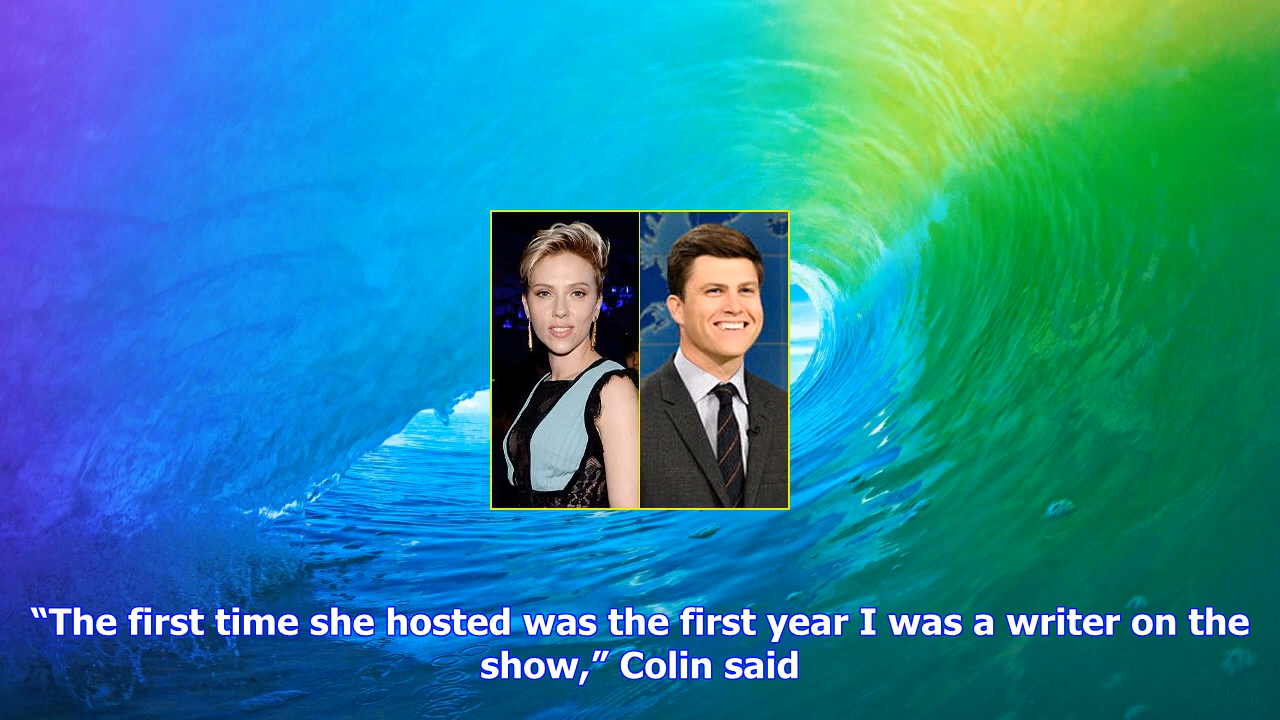 “The first time she hosted was the first year I was a writer on the
show,” Colin said